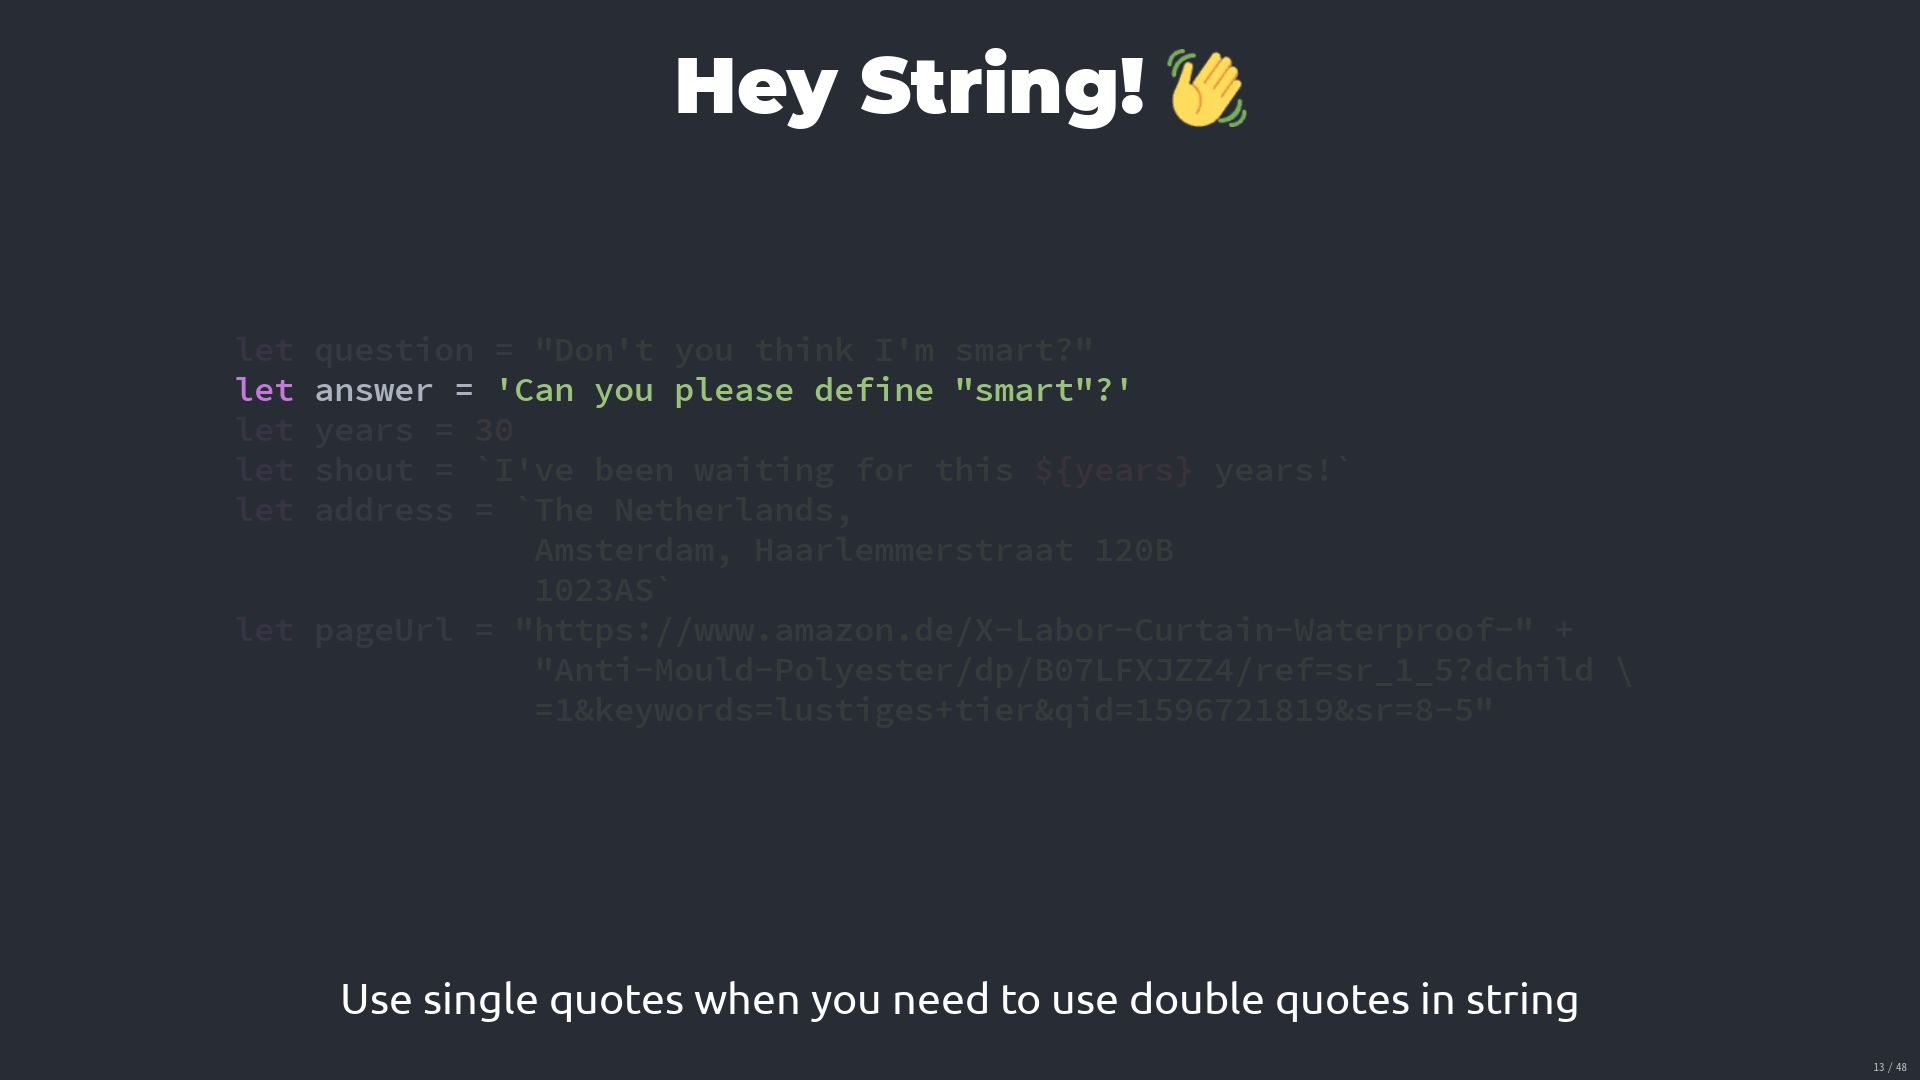 Hey String! 👋
let question = "Don't you think I'm smart?"
let answer = 'Can you please define "smart"?'
let years = 30
let shout = `I've been waiting for this ${years} years!`
let address = `The Netherlands,
Amsterdam, Haarlemmerstraat 120B
1023AS`
let pageUrl = "https://www.amazon.de/X-Labor-Curtain-Waterproof-" +
"Anti-Mould-Polyester/dp/B07LFXJZZ4/ref=sr_1_5?dchild \
=1&keywords=lustiges+tier&qid=1596721819&sr=8-5"
Use single quotes when you need to use double quotes in string
13 / 48